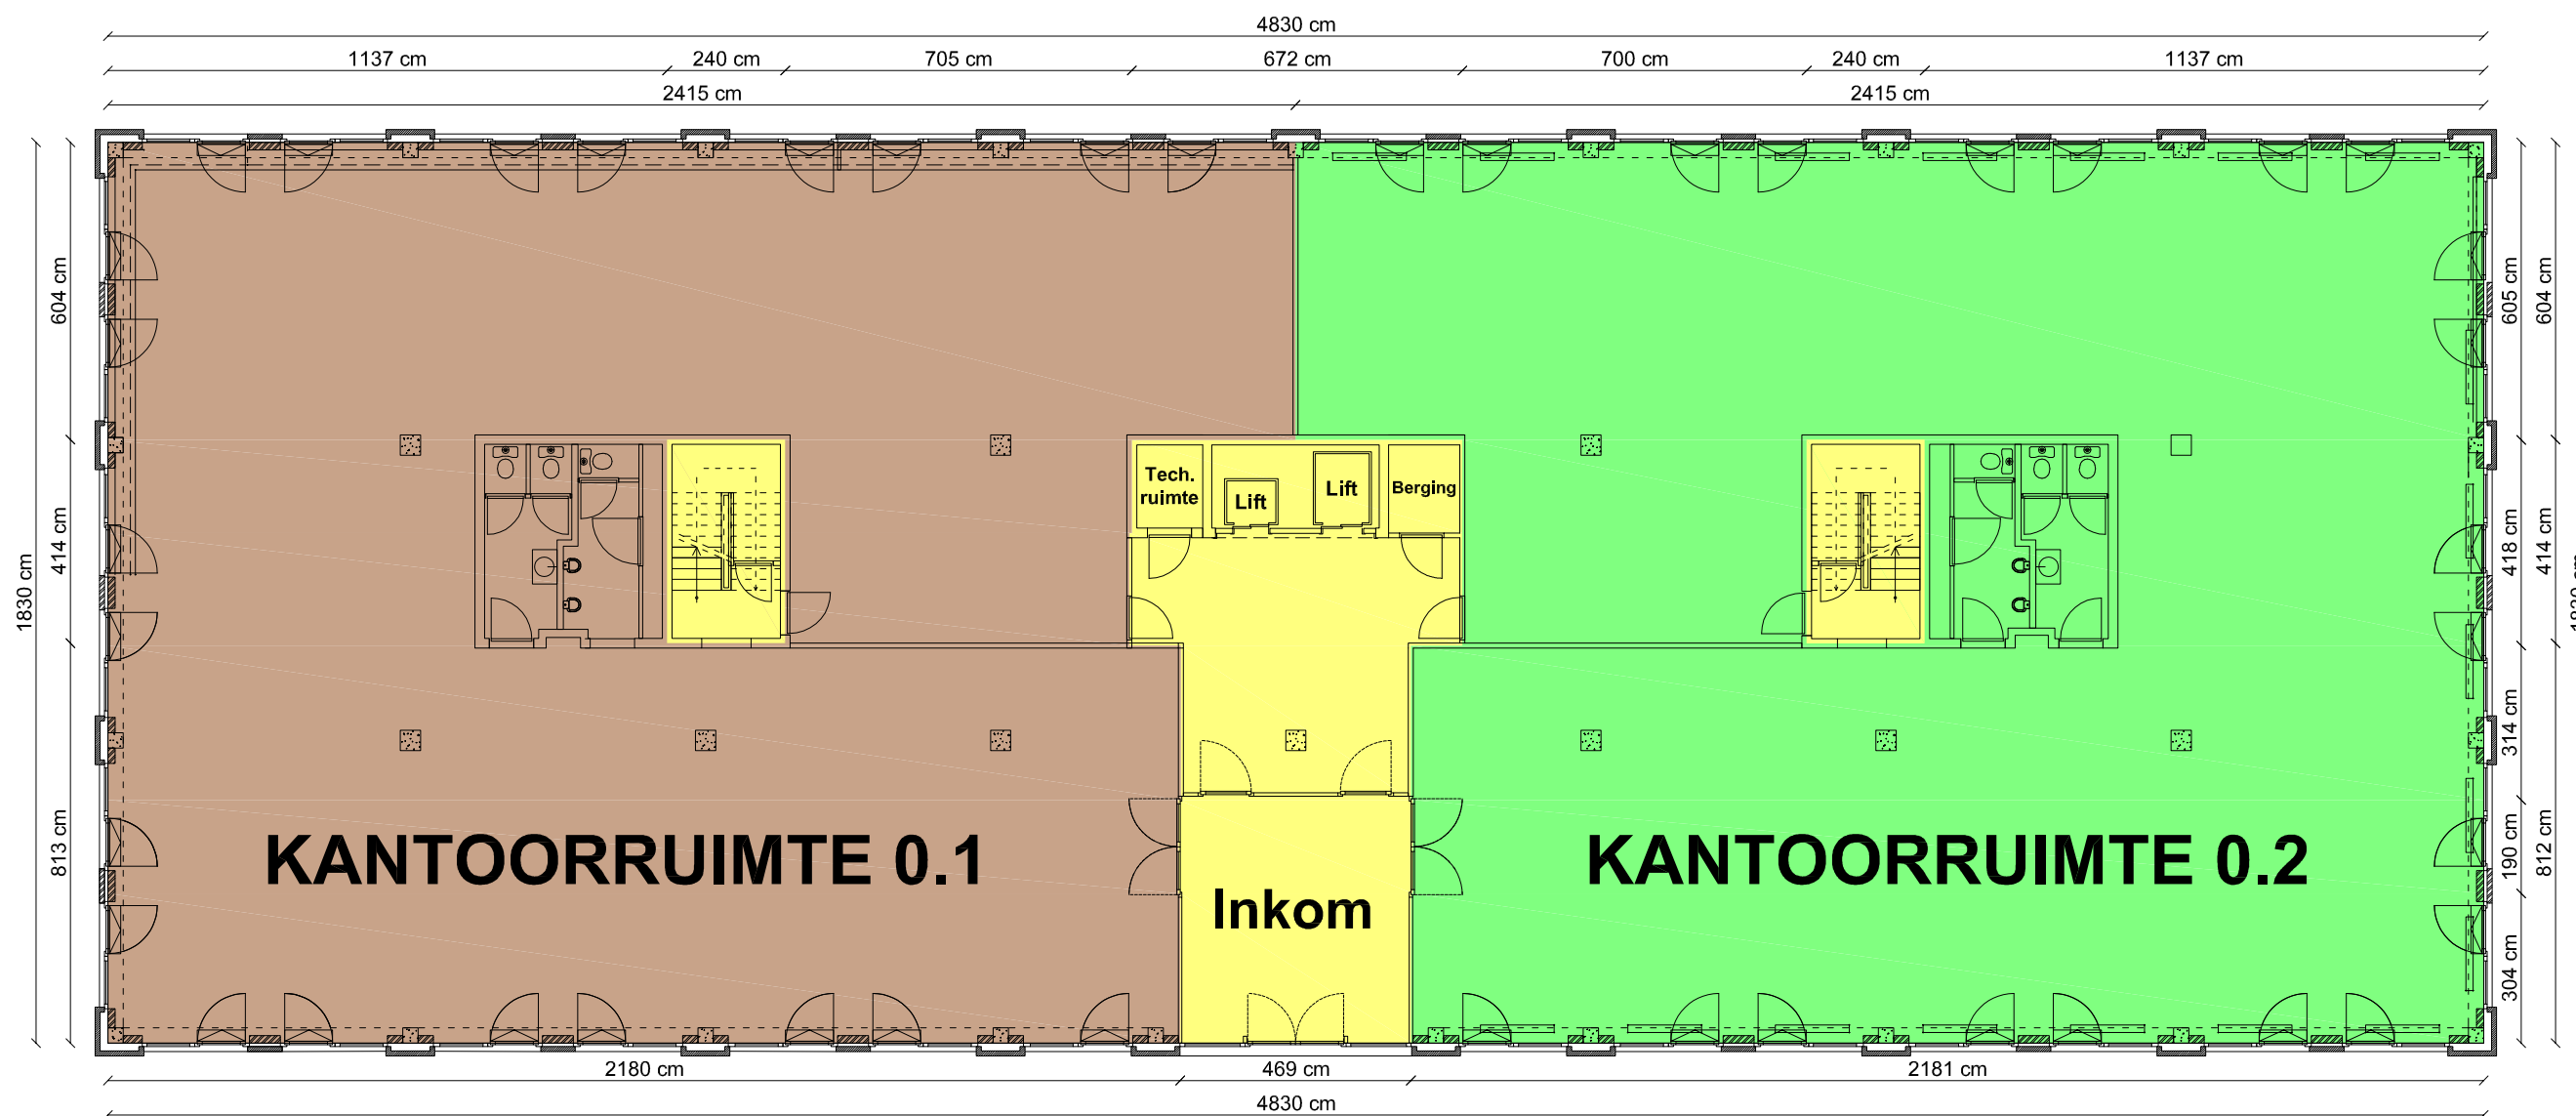 4830 cm
1137 cm 240 cm 705 cm 672 cm 700 cm 240 cm 1137 cm
2415 cm 2415 cm
604 cm
414 cm
813 cm
1830 cm
605 cm
418 cm
314 cm
190 cm
304 cm
604 cm
414 cm
812 cm
Tech.
ruimte
Lift
Lift
Berging
KANTOORRUIMTE 0.1
Inkom
KANTOORRUIMTE 0.2
2180 cm 469 cm 2181 cm
4830 cm